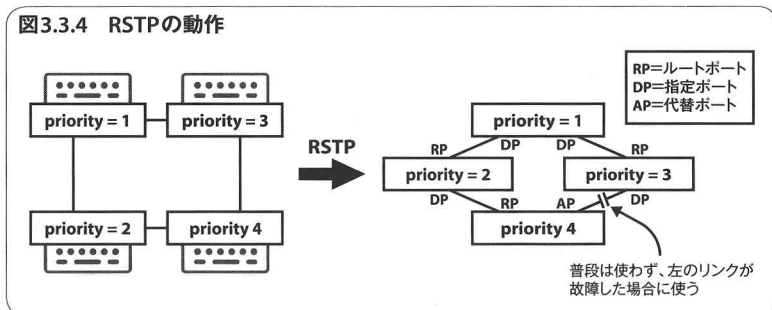 図3.3.4 RSTPの動作
priority = 1
priority = 3
priority = 2
priority 4
RSTP
RP=ルートポート
DP=指定ポート
AP=代替ポート
priority = 1
RP
DP
DP
RP
priority = 2
priority = 3
DP
RP
AP
DP
priority 4
普段は使わず、左のリンクが
故障した場合に使う